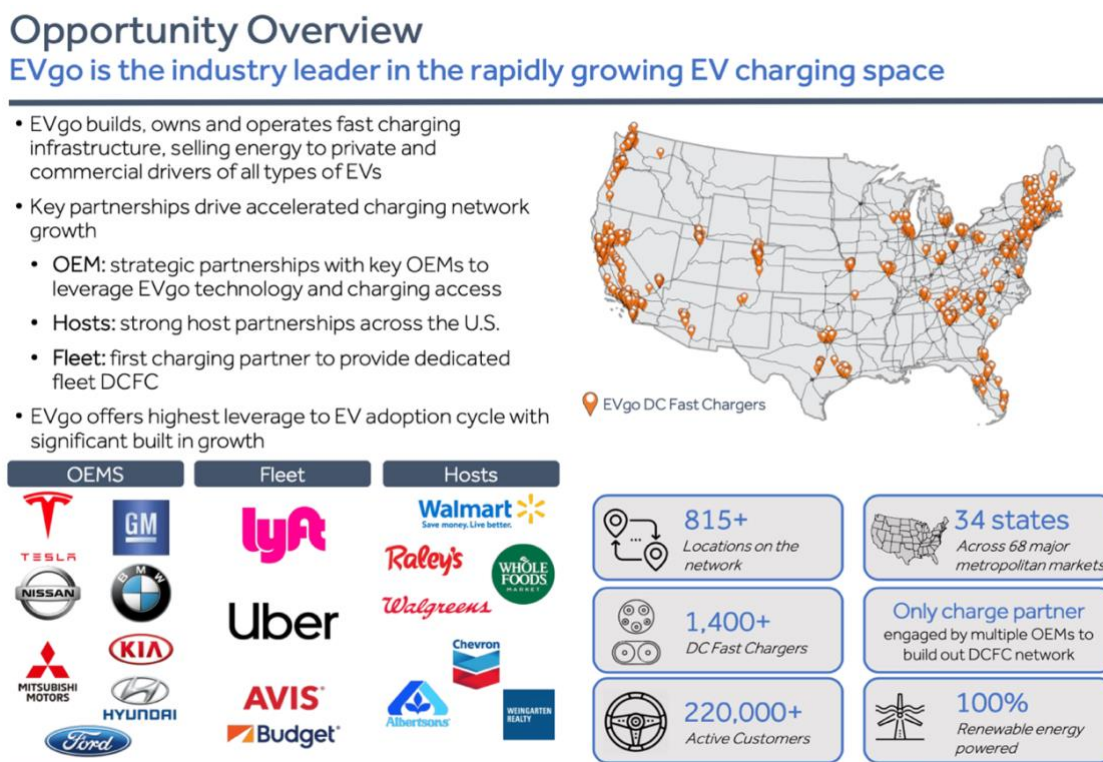 Opportunity Overview
EVgo is the industry leader in the rapidly growing EV charging space
• EVgo builds, owns and operates fast charging
infrastructure, selling energy to private and
commercial drivers of all types of EVs
• Key partnerships drive accelerated charging network
growth
• OEM: strategic partnerships with key OEMs to
leverage EVgo technology and charging access
• Hosts: strong host partnerships across the U.S.
• Fleet: first charging partner to provide dedicated
fleet DCFC
• EVgo offers highest leverage to EV adoption cycle with
significant built in growth
EVgo DC Fast Chargers
OEMS
TESLA
GM
NISSAN
BMW
MITSUBISHI
MOTORS
KIA
HYUNDAI
Ford
Fleet
lyft
Uber
AVIS
Budget
Hosts
Walmart
Save money. Live better.
Raley's
WHOLE
FOODS
MARKET
Walgreens
Chevron
Albertsons
WEINGARTEN
REALTY
815+
Locations on the
network
34 states
Across 68 major
metropolitan markets
1,400+
DC Fast Chargers
Only charge partner
engaged by multiple OEMs to
build out DCFC network
220,000+
Active Customers
100%
Renewable energy
powered